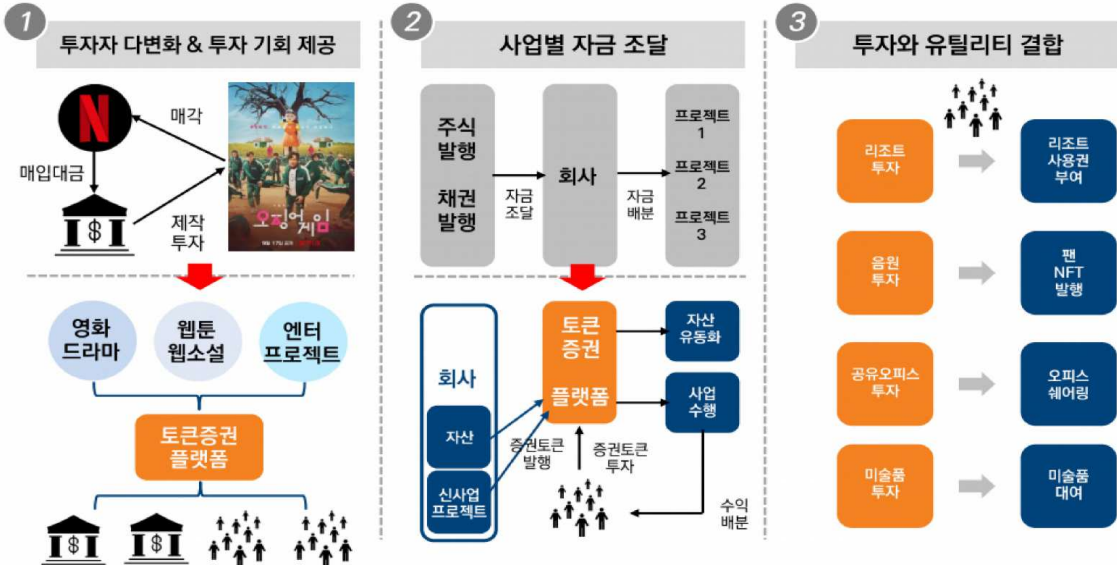 1
투자자 다변화 & 투자 기회 제공
N
매각
매입대금
$
제작
투자
오징어게임
영화
드라마
웹툰
웹소설
엔터
프로젝트
토큰증권
플랫폼
$
$
2
사업별 자금 조달
주식
발행
채권
발행
자금
조달
회사
자금
배분
프로젝트
1
프로젝트
2
프로젝트
3
회사
자산
신사업
프로젝트
증권토큰
발행
토큰
증권
플랫폼
증권토큰
투자
자산
유동화
사업
수행
수익
배분
3
투자와 유틸리티 결합
리조트
투자
리조트
사용권
부여
음원
투자
팬
NFT
발행
공유오피스
투자
오피스
쉐어링
미술품
투자
미술품
대여